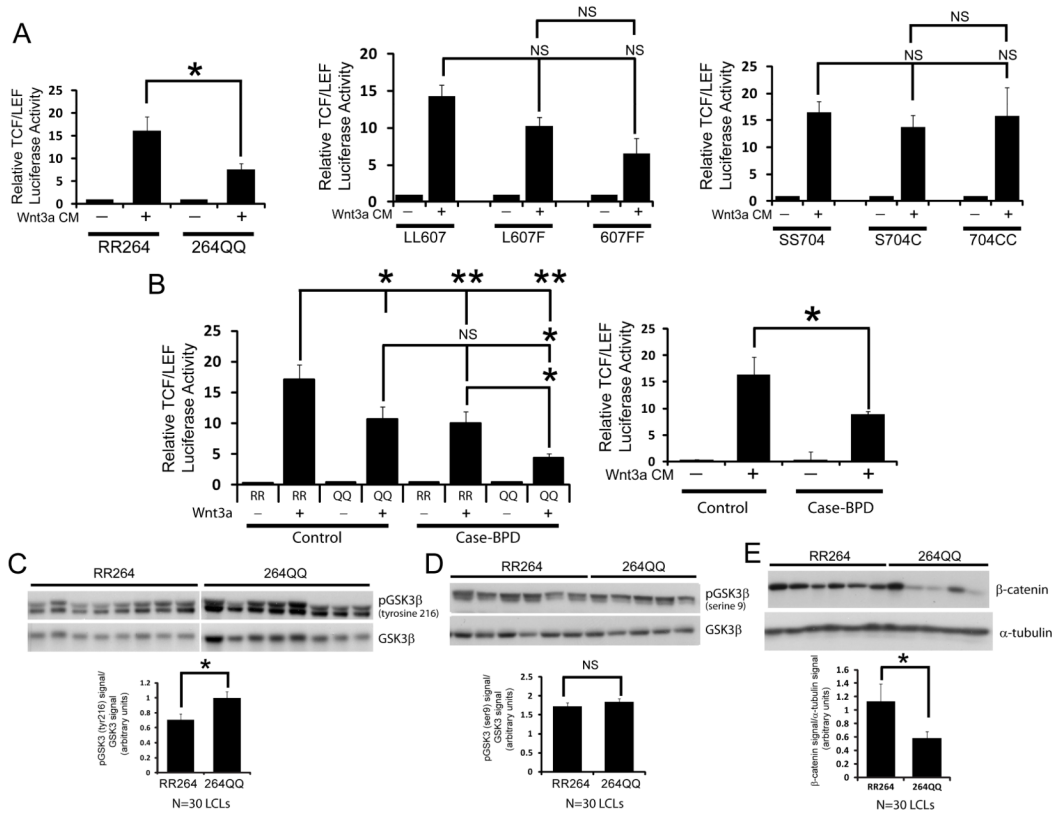 A
Relative TCF/LEF
Luciferase Activity
25
20
15
10
5
0
*
Wnt3a CM
– + – +
RR264 264QQ
Relative TCF/LEF
Luciferase Activity
20
15
10
5
0
NS
NS NS
Wnt3a CM
– + – + – +
LL607 L607F 607FF
Relative TCF/LEF
Luciferase Activity
25
20
15
10
5
0
NS
NS NS
Wnt3a CM
– + – + – +
SS704 S704C 704CC
B
Relative TCF/LEF
Luciferase Activity
25
20
15
10
5
0
* ** **
NS *
*
RR RR QQ QQ RR RR QQ QQ
Wnt3a – + – + – + – +
Control Case-BPD
Relative TCF/LEF
Luciferase Activity
25
20
15
10
5
0
*
Wnt3a CM – + – +
Control Case-BPD
C
RR264 264QQ
pGSK3β
(tyrosine 216)
GSK3β
pGSK3 (tyr216) signal/
GSK3 signal
(arbitrary units)
1.2
1
0.8
0.6
0.4
0.2
0
*
RR264 264QQ
N=30 LCLs
D
RR264 264QQ
pGSK3β
(serine 9)
GSK3β
pGSK3 (ser9) signal/
GSK3 signal
(arbitrary units)
2.5
2
1.5
1
0.5
0
NS
RR264 264QQ
N=30 LCLs
E
RR264 264QQ
β-catenin
α-tubulin
β-catenin signal/α-tubulin signal
(arbitrary units)
1.6
1.4
1.2
1
0.8
0.6
0.4
0.2
0
*
RR264 264QQ
N=30 LCLs